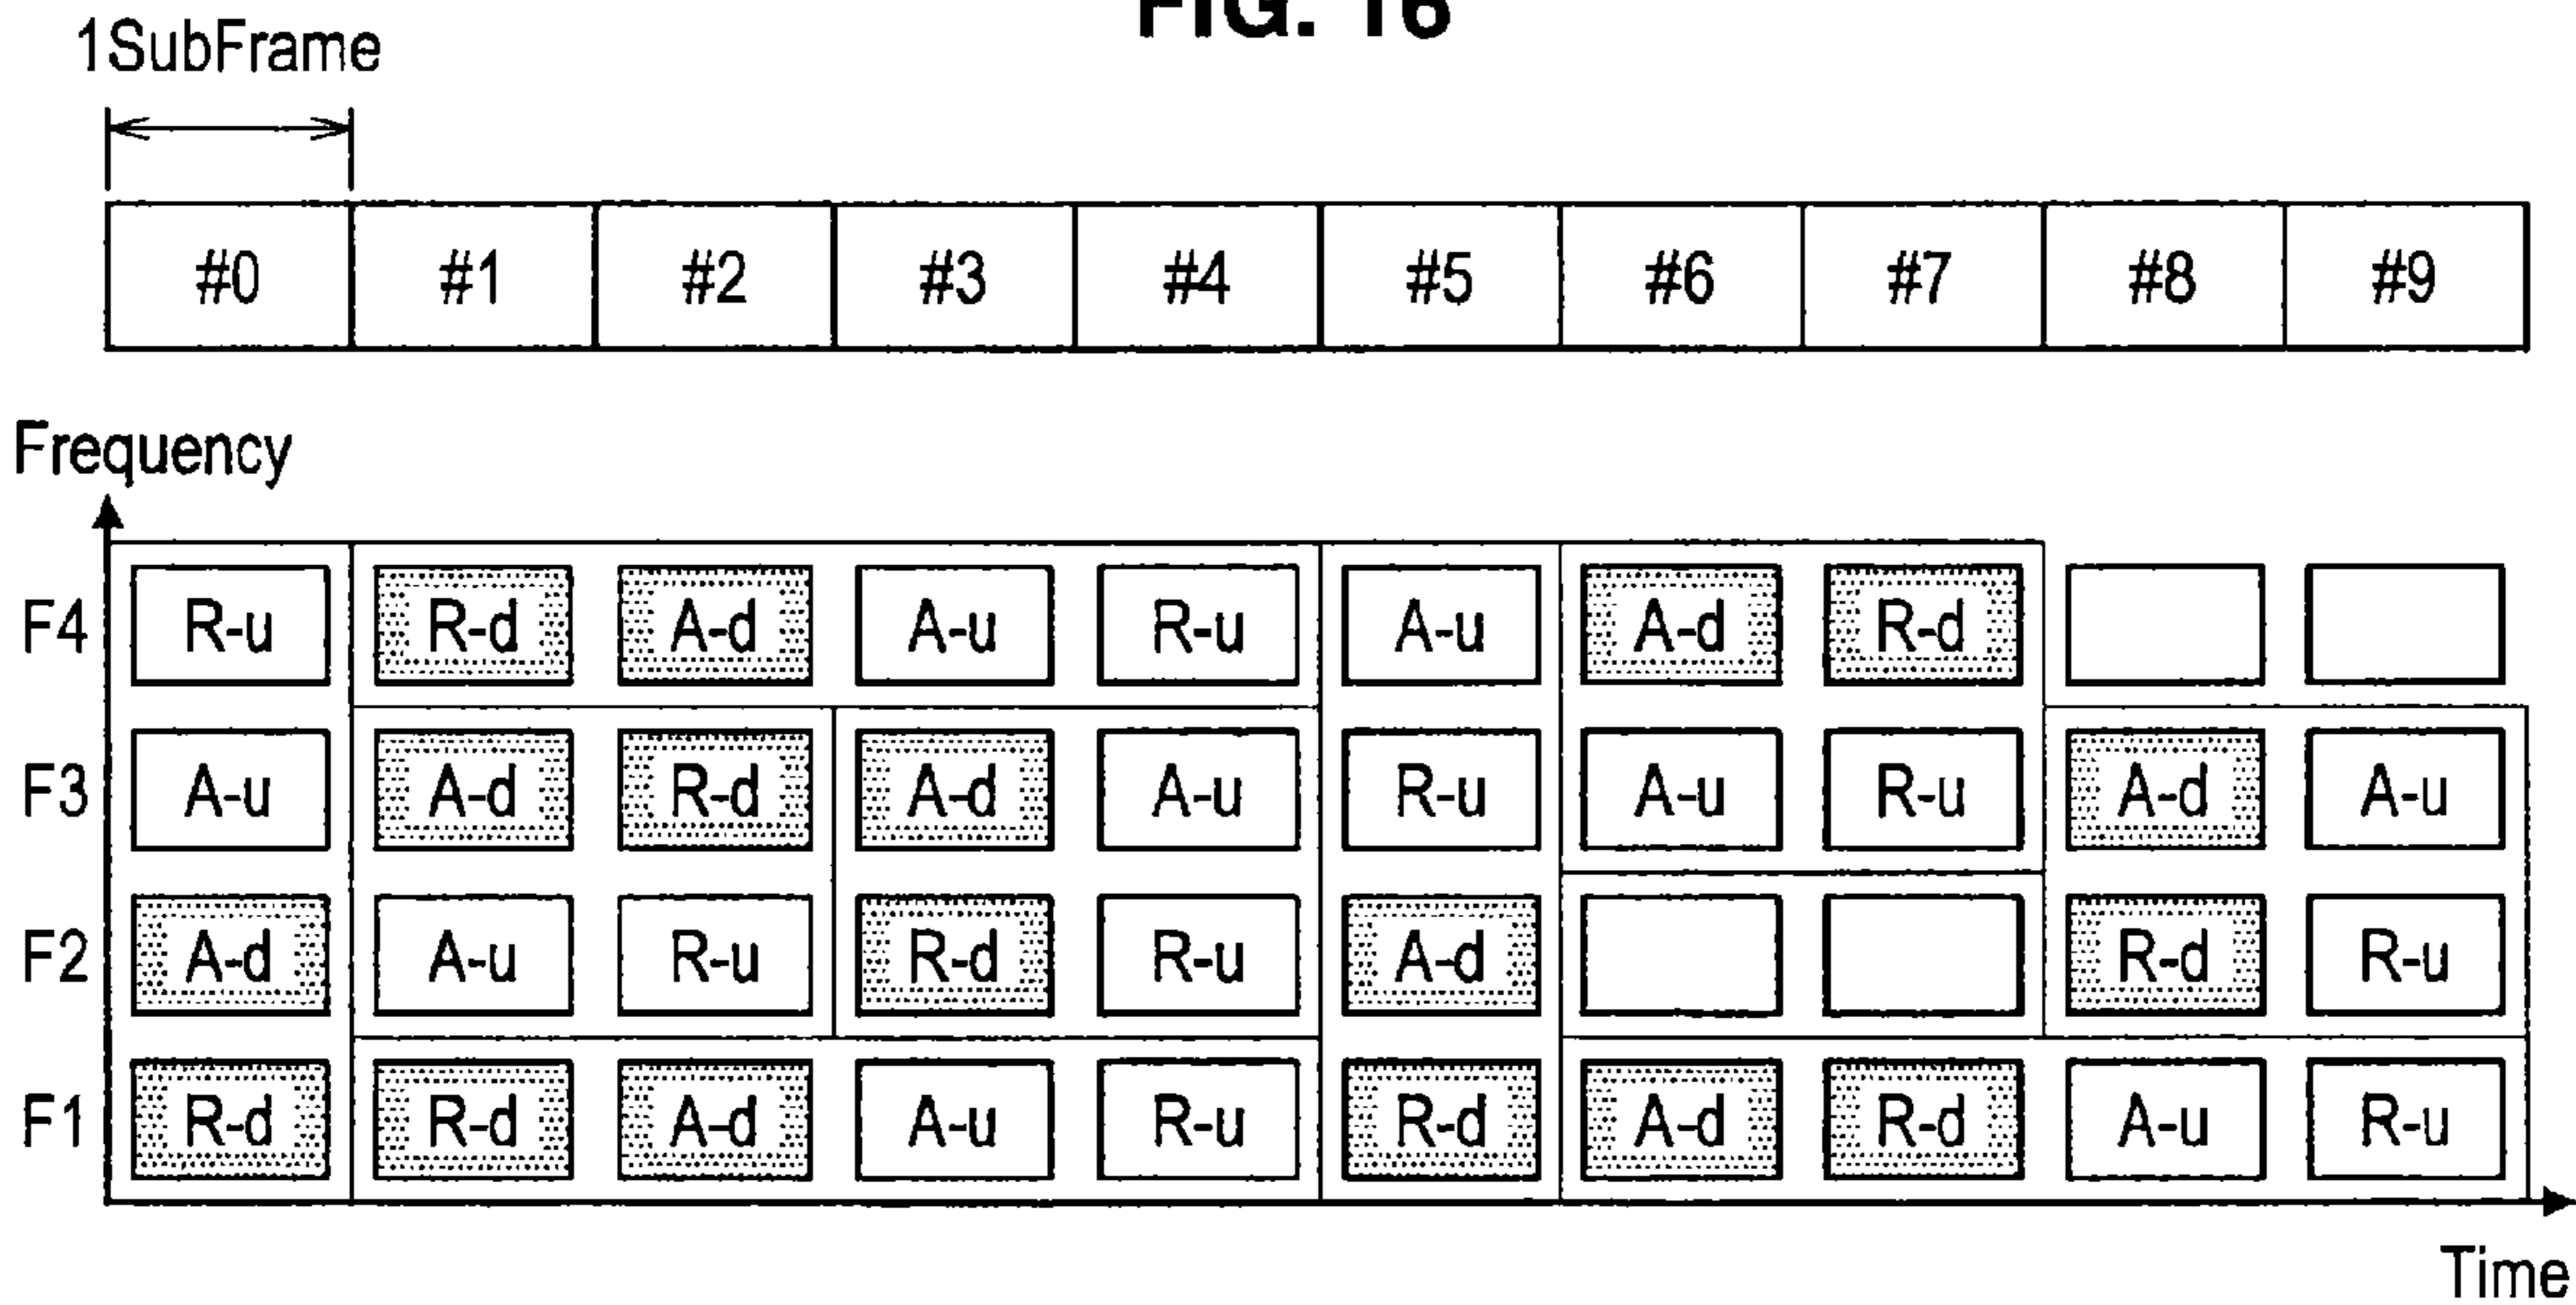 FIG. 16
1SubFrame
#0 #1 #2 #3 #4 #5 #6 #7 #8 #9
Frequency
F4 R-u R-d A-d A-u R-u A-u A-d R-d
F3 A-u A-d R-d A-d A-u R-u A-u R-u A-d A-u
F2 A-d A-u R-u R-d R-u A-d R-d R-u
F1 R-d R-d A-d A-u R-u R-d A-d R-d A-u R-u
Time